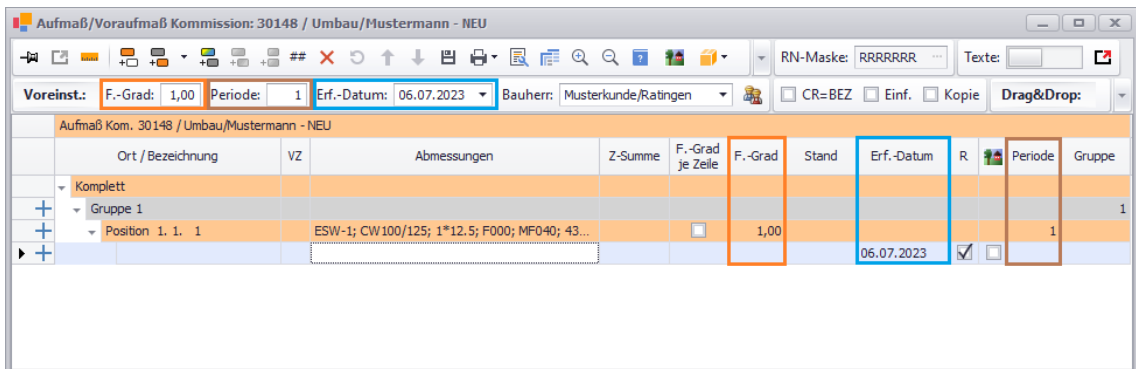 Aufmaß/Voraufmaß Kommission: 30148 / Umbau/Mustermann - NEU
## RN-Maske: RRRRRRR ... Texte:
Voreinst.: F.-Grad: 1,00 Periode: 1 Erf.-Datum: 06.07.2023 Bauherr: Musterkunde/Ratingen CR=BEZ Einf. Kopie Drag&Drop:
Aufmaß Kom. 30148 / Umbau/Mustermann - NEU
Ort / Bezeichnung VZ Abmessungen Z-Summe F.-Grad je Zeile F.-Grad Stand Erf.-Datum R Periode Gruppe
Komplett
Gruppe 1 1
Position 1. 1. 1 ESW-1; CW100/125; 1*12.5; F000; MF040; 43... 1,00 1
06.07.2023